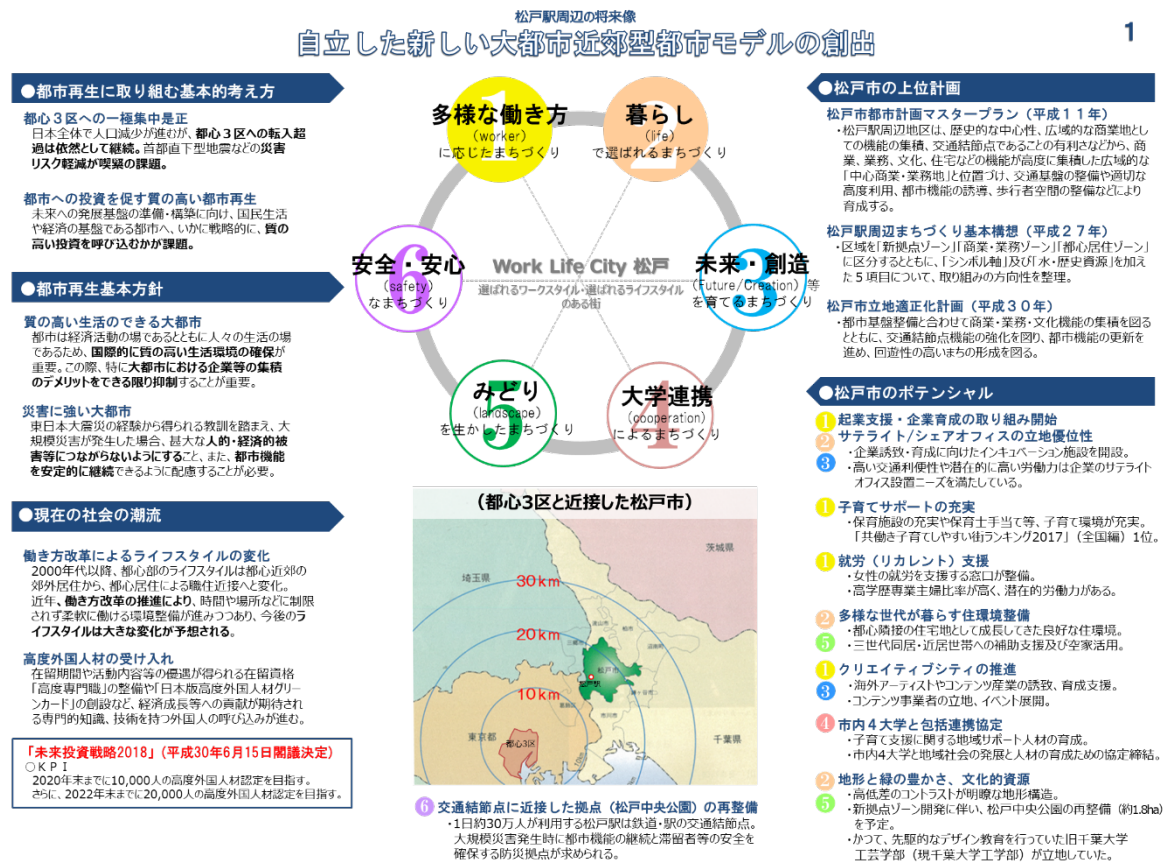 松戸駅周辺の将来像
自立した新しい大都市近郊型都市モデルの創出
1
●都市再生に取り組む基本的考え方
都心３区への一極集中是正
日本全体で人口減少が進むが、都心３区への転入超
過は依然として継続。首都直下型地震などの災害
リスク軽減が喫緊の課題。
都市への投資を促す質の高い都市再生
未来への発展基盤の準備・構築に向け、国民生活
や経済の基盤である都市へ、いかに戦略的に、質の
高い投資を呼び込むかが課題。
●都市再生基本方針
質の高い生活のできる大都市
都市は経済活動の場であるとともに人々の生活の場
であるため、国際的に質の高い生活環境の確保が
重要。この際、特に大都市における企業等の集積
のデメリットをできる限り抑制することが重要。
災害に強い大都市
東日本大震災の経験から得られる教訓を踏まえ、大
規模災害が発生した場合、甚大な人的・経済的被
害等につながらないようにすること、また、都市機能
を安定的に継続できるように配慮することが必要。
●現在の社会の潮流
働き方改革によるライフスタイルの変化
2000年代以降、都心部のライフスタイルは都心近郊の
郊外居住から、都心居住による職住近接へと変化。
近年、働き方改革の推進により、時間や場所などに制限
されず柔軟に働ける環境整備が進みつつあり、今後のラ
イフスタイルは大きな変化が予想される。
高度外国人材の受け入れ
在留期間や活動内容等の優遇が得られる在留資格
「高度専門職」の整備や「日本版高度外国人材グリー
ンカード」の創設など、経済成長等への貢献が期待され
る専門的知識、技術を持つ外国人の呼び込みが進む。
「未来投資戦略2018」（平成30年6月15日閣議決定）
○ＫＰＩ
2020年末までに10,000人の高度外国人材認定を目指す。
さらに、2022年末までに20,000人の高度外国人材認定を目指す。
1
多様な働き方
（worker）
に応じたまちづくり
2
暮らし
（life）
で選ばれるまちづくり
6
安全・安心
（safety）
なまちづくり
Work Life City 松戸
選ばれるワークスタイル・選ばれるライフスタイル
のある街
3
未来・創造
（Future/Creation）等
を育てるまちづくり
5
みどり
（landscape）
を生かしたまちづくり
4
大学連携
（cooperation）
によるまちづくり
（都心３区と近接した松戸市）
茨城県
埼玉県
30km
20km
10km
流山市
柏市
三郷市
松戸市
松戸駅
葛飾区
鎌ヶ谷市
市川市
東京都
都心3区
千葉県
6 交通結節点に近接した拠点（松戸中央公園）の再整備
・1日約30万人が利用する松戸駅は鉄道・駅の交通結節点。
大規模災害発生時に都市機能の継続と滞留者等の安全を
確保する防災拠点が求められる。
●松戸市の上位計画
松戸市都市計画マスタープラン（平成１１年）
・松戸駅周辺地区は、歴史的な中心性、広域的な商業地とし
ての機能の集積、交通結節点であることの有利さなどから、商
業、業務、文化、住宅などの機能が高度に集積した広域的な
「中心商業・業務地」と位置づけ、交通基盤の整備や適切な
高度利用、都市機能の誘導、歩行者空間の整備などにより
育成する。
松戸駅周辺まちづくり基本構想（平成２７年）
・区域を「新拠点ゾーン」「商業・業務ゾーン」「都心居住ゾーン」
に区分するとともに、「シンボル軸」及び「水・歴史資源」を加え
た５項目について、取り組みの方向性を整理。
松戸市立地適正化計画（平成３０年）
・都市基盤整備と合わせて商業・業務・文化機能の集積を図る
とともに、交通結節点機能の強化を図り、都市機能の更新を
進め、回遊性の高いまちの形成を図る。
●松戸市のポテンシャル
1 起業支援・企業育成の取り組み開始
2 サテライト/シェアオフィスの立地優位性
・企業誘致・育成に向けたインキュベーション施設を開設。
3 ・高い交通利便性や潜在的に高い労働力は企業のサテライト
オフィス設置ニーズを満たしている。
1 子育てサポートの充実
・保育施設の充実や保育士手当て等、子育て環境が充実。
「共働き子育てしやすい街ランキング2017」（全国編）1位。
1 就労（リカレント）支援
・女性の就労を支援する窓口が整備。
・高学歴専業主婦比率が高く、潜在的労働力がある。
2 多様な世代が暮らす住環境整備
・都心隣接の住宅地として成長してきた良好な住環境。
5 ・三世代同居・近居世帯への補助支援及び空家活用。
1 クリエイティブシティの推進
3 ・海外アーティストやコンテンツ産業の誘致、育成支援。
・コンテンツ事業者の立地、イベント展開。
4 市内４大学と包括連携協定
・子育て支援に関する地域サポート人材の育成。
・市内4大学と地域社会の発展と人材の育成ための協定締結。
2 地形と緑の豊かさ、文化的資源
・高低差のコントラストが明瞭な地形構造。
5 ・新拠点ゾーン開発に伴い、松戸中央公園の再整備（約1.8ha）
を予定。
・かつて、先駆的なデザイン教育を行っていた旧千葉大学
工芸学部（現千葉大学工学部）が立地していた。